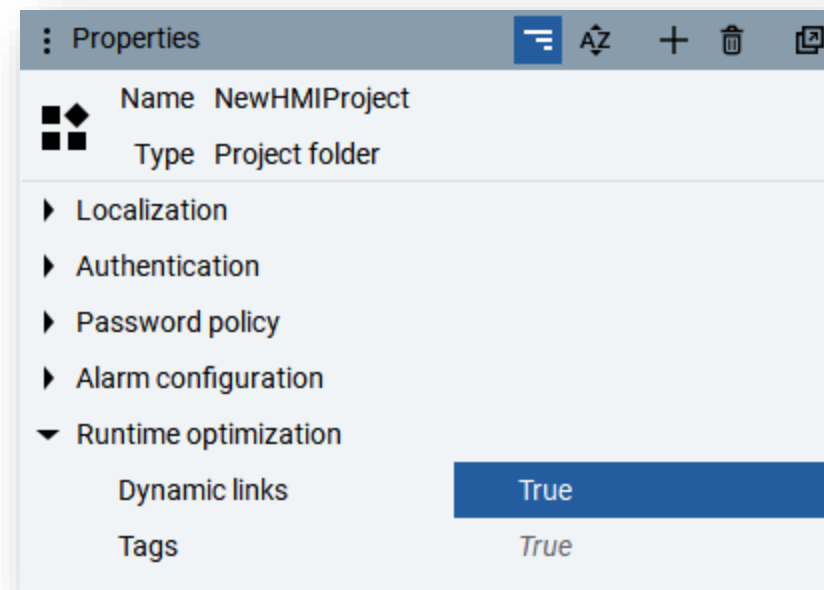 Properties
Name NewHMIProject
Type Project folder
Localization
Authentication
Password policy
Alarm configuration
Runtime optimization
Dynamic links True
Tags True